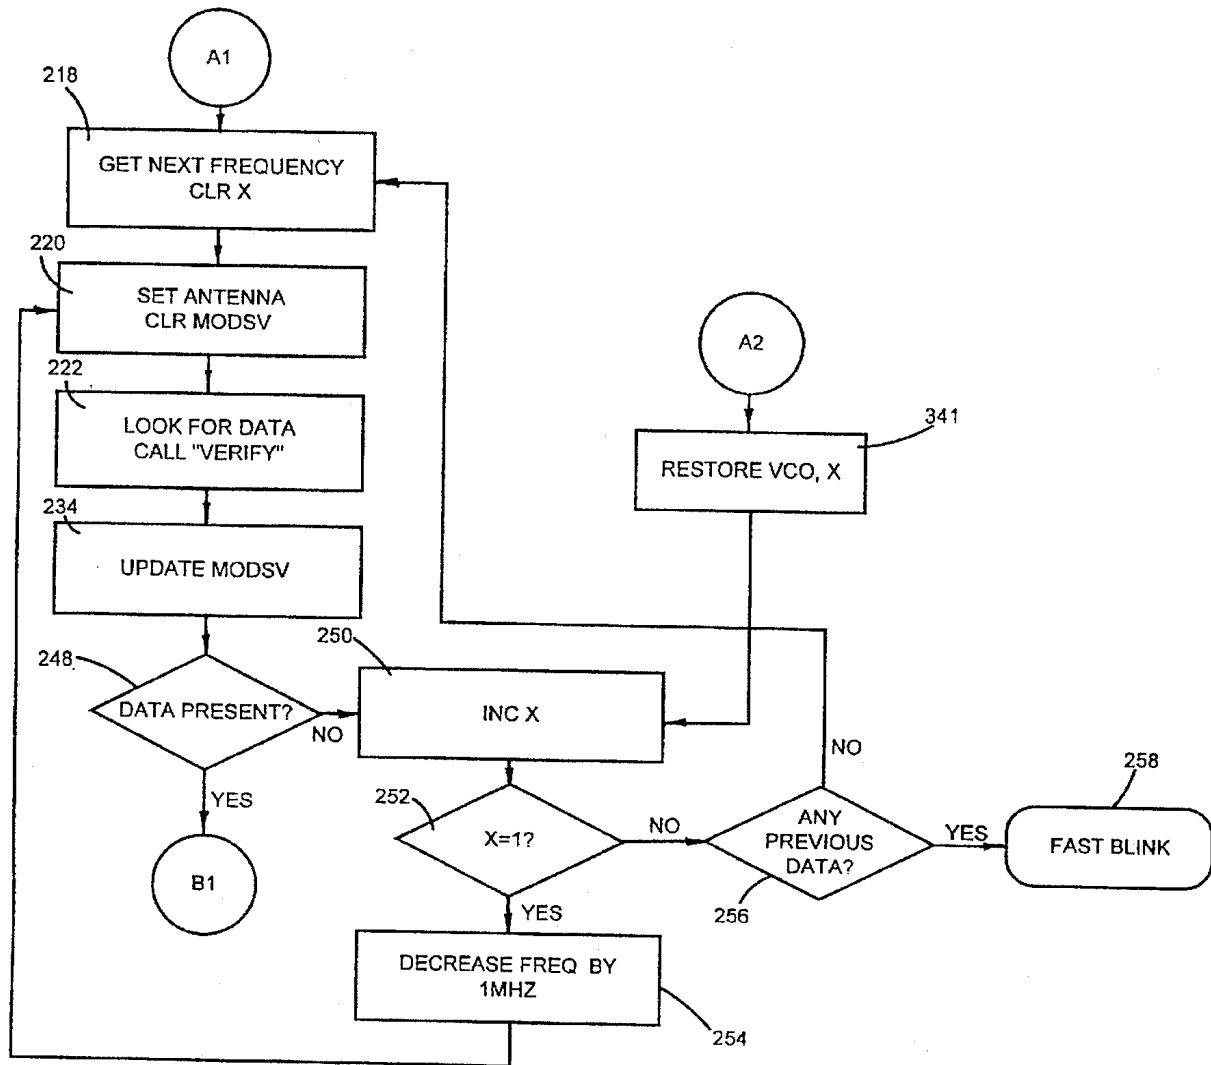 A1
218
GET NEXT FREQUENCY
CLR X
220
SET ANTENNA
CLR MODSV
A2
222
LOOK FOR DATA
CALL "VERIFY"
341
RESTORE VCO, X
234
UPDATE MODSV
250
248
DATA PRESENT?
NO
INC X
NO
258
YES
252
X=1?
NO
ANY
PREVIOUS
DATA?
YES
FAST BLINK
B1
256
YES
DECREASE FREQ BY
1MHZ
254